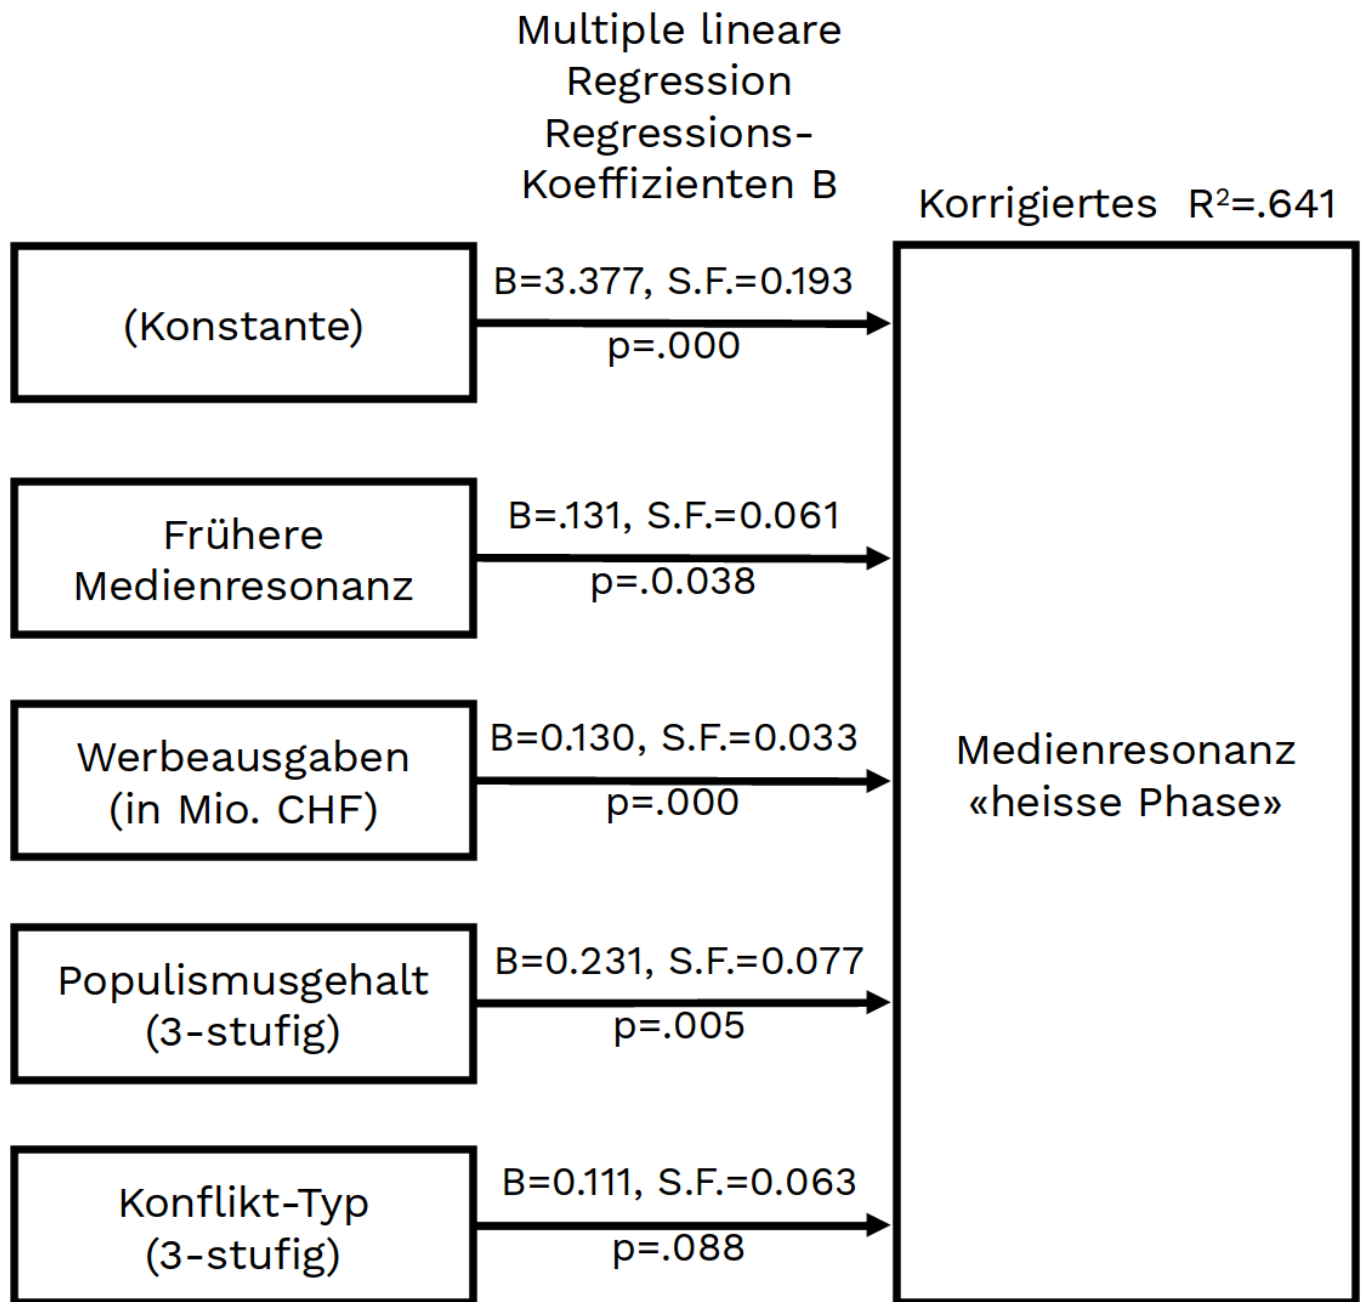 Multiple lineare
Regression
Regressions-
Koeffizienten B
Korrigiertes R²=.641
(Konstante)
B=3.377, S.F.=0.193
p=.000
Frühere
Medienresonanz
B=.131, S.F.=0.061
p=.0.038
Werbeausgaben
(in Mio. CHF)
B=0.130, S.F.=0.033
p=.000
Populismusgehalt
(3-stufig)
B=0.231, S.F.=0.077
p=.005
Konflikt-Typ
(3-stufig)
B=0.111, S.F.=0.063
p=.088
Medienresonanz
«heisse Phase»